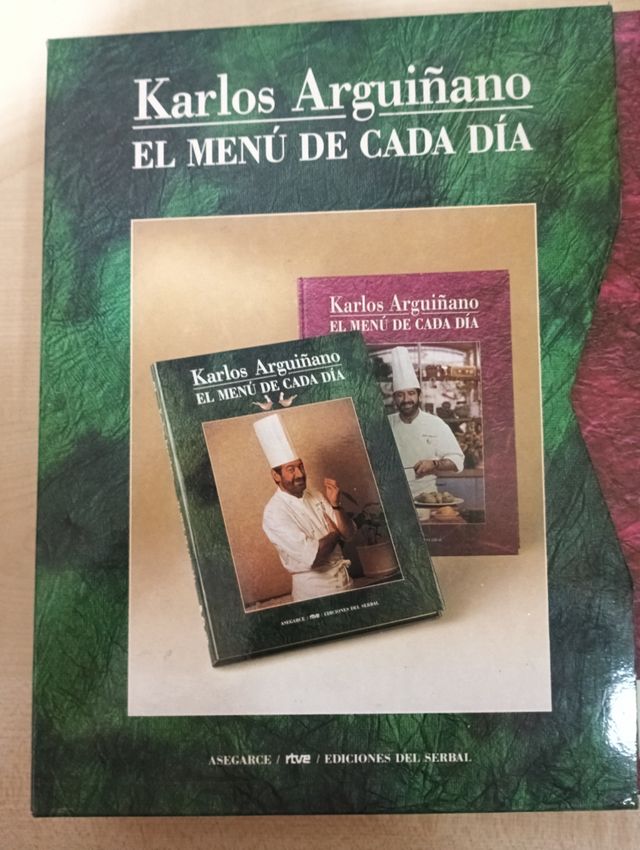 Karlos Arguiñano
EL MENÚ DE CADA DÍA
Karlos Arguiñano
EL MENÚ DE CADA DÍA
Karlos Arguiñano
EL MENÚ DE CADA DÍA
ASEGARCE / rtve / EDICIONES DEL SERBAL
ASEGARCE / rtve / EDICIONES DEL SERBAL